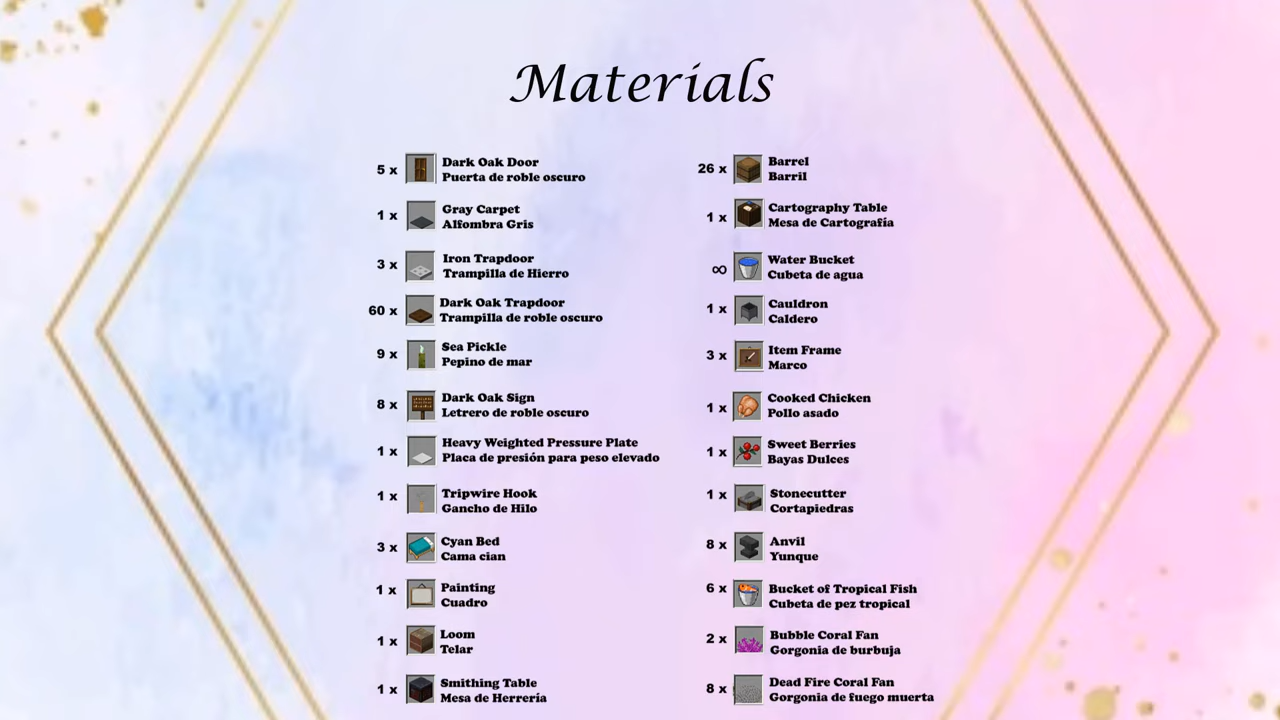 Materials
5 x Dark Oak Door
Puerta de roble oscuro
1 x Gray Carpet
Alfombra Gris
3 x Iron Trapdoor
Trampilla de Hierro
60 x Dark Oak Trapdoor
Trampilla de roble oscuro
9 x Sea Pickle
Pepino de mar
8 x Dark Oak Sign
Letrero de roble oscuro
1 x Heavy Weighted Pressure Plate
Placa de presión para peso elevado
1 x Tripwire Hook
Gancho de Hilo
3 x Cyan Bed
Cama cian
1 x Painting
Cuadro
1 x Loom
Telar
1 x Smithing Table
Mesa de Herrería
26 x Barrel
Barril
1 x Cartography Table
Mesa de Cartografía
∞ Water Bucket
Cubeta de agua
1 x Cauldron
Caldero
3 x Item Frame
Marco
1 x Cooked Chicken
Pollo asado
1 x Sweet Berries
Bayas Dulces
1 x Stonecutter
Cortapiedras
8 x Anvil
Yunque
6 x Bucket of Tropical Fish
Cubeta de pez tropical
2 x Bubble Coral Fan
Gorgonia de burbuja
8 x Dead Fire Coral Fan
Gorgonia de fuego muerta